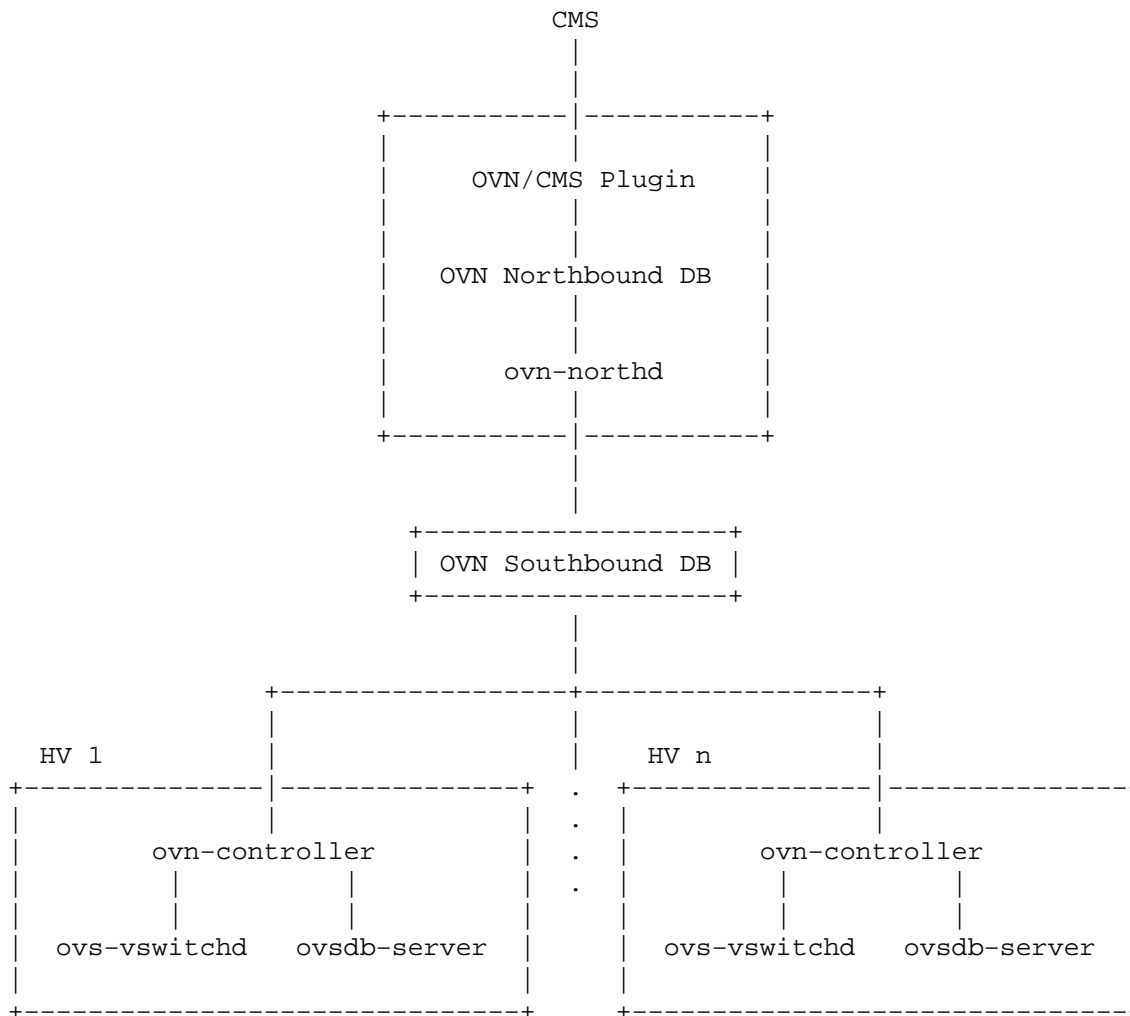 CMS
OVN/CMS Plugin
OVN Northbound DB
ovn-northd
OVN Southbound DB
HV 1 HV n
ovn-controller ovn-controller
ovs-vswitchd ovsdb-server ovs-vswitchd ovsdb-server